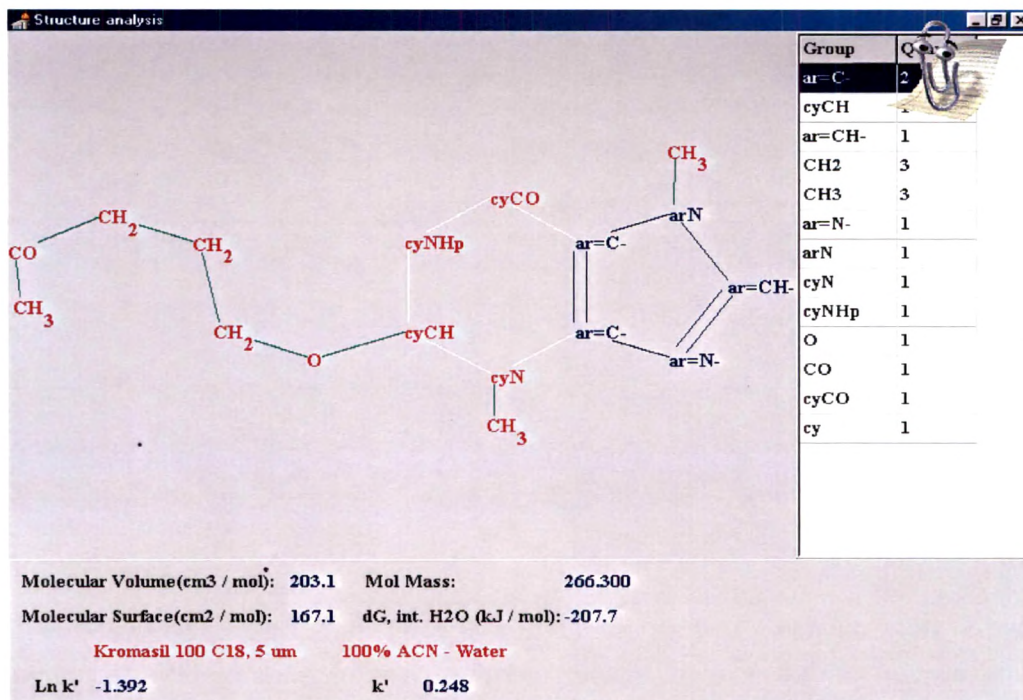 Structure analysis
Group
ar=C- 2
cyCH
ar=CH- 1
CH2 3
CH3 3
ar=N- 1
arN 1
cyN 1
cyNHp 1
O 1
CO 1
cyCO 1
cy 1
CH3
cyCO
CH2
arN
CO
CH2
cyNHp
ar=C-
ar=CH-
CH3
CH2
cyCH
ar=C-
O
cyN
ar=N-
CH3
Molecular Volume(cm3 / mol): 203.1 Mol Mass: 266.300
Molecular Surface(cm2 / mol): 167.1 dG, int. H2O (kJ / mol): -207.7
Kromasil 100 C18, 5 um 100% ACN - Water
Ln k' -1.392 k' 0.248